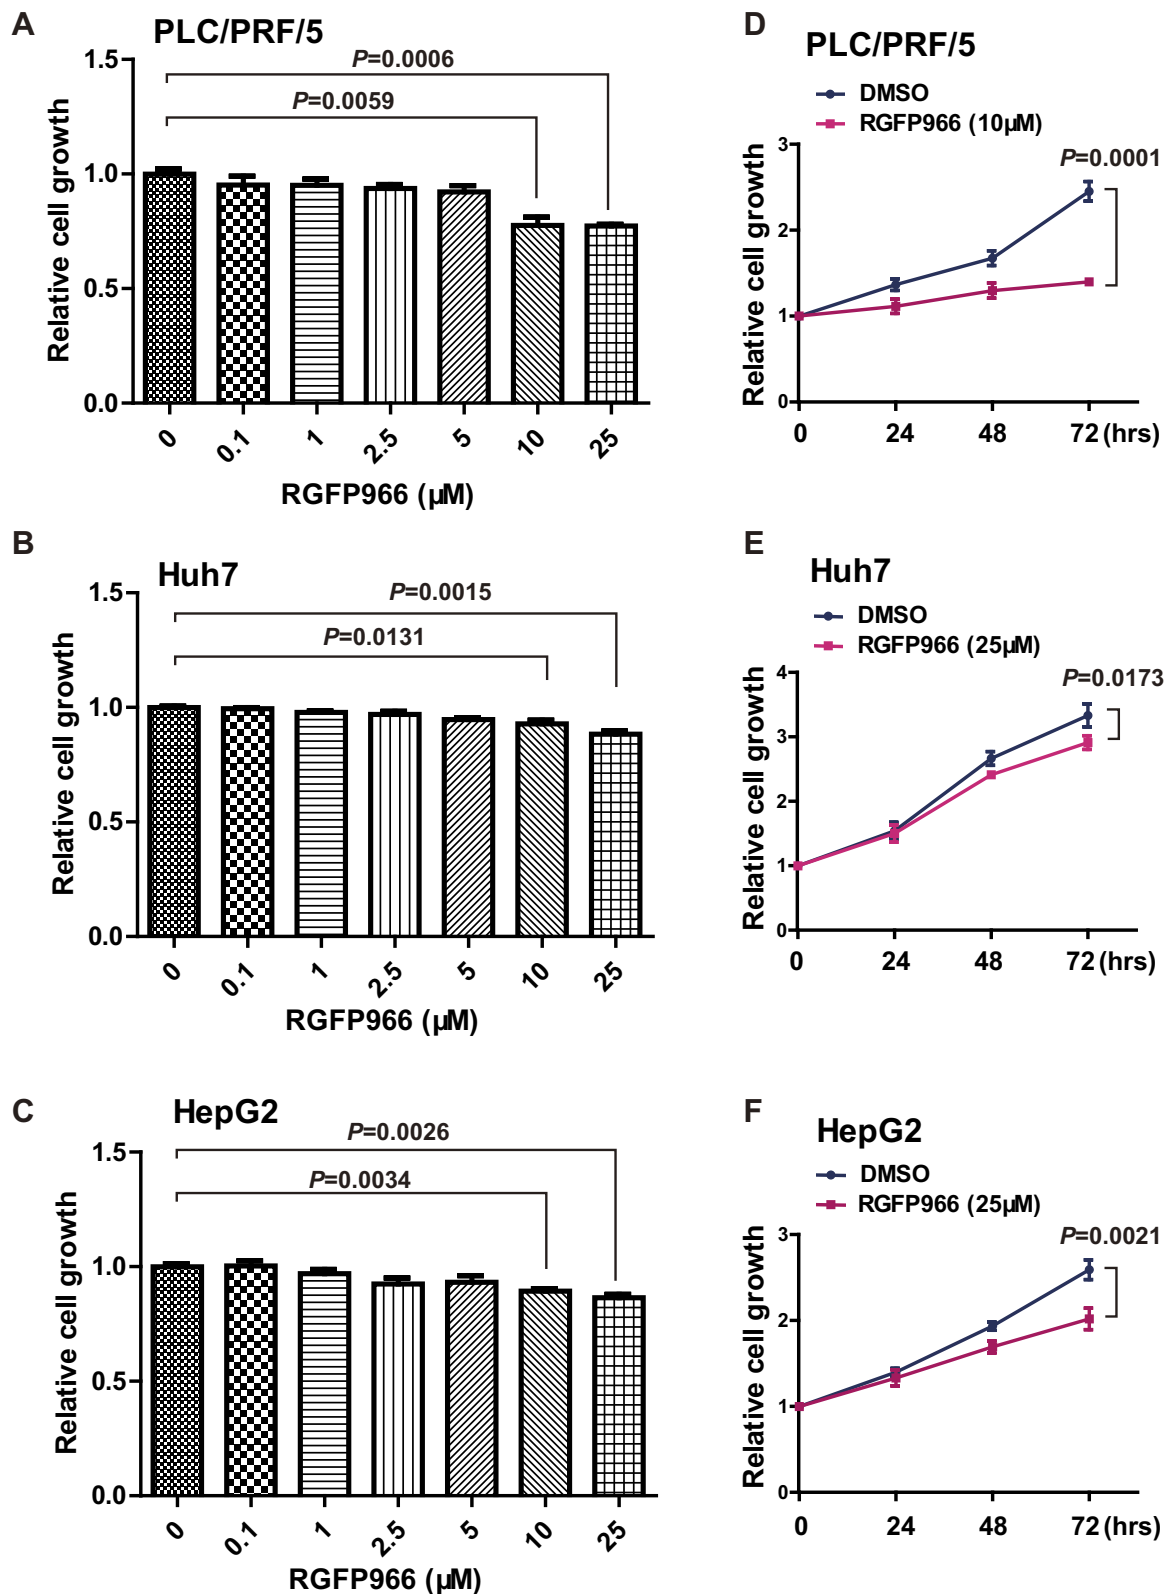 A
PLC/PRF/5
P=0.0006
P=0.0059
1.5
1.0
0.5
0.0
Relative cell growth
0 0.1 1 2.5 5 10 25
RGFP966 (µM)
D
PLC/PRF/5
DMSO
RGFP966 (10µM)
P=0.0001
3
2
1
0
Relative cell growth
0 24 48 72 (hrs)
B
Huh7
P=0.0015
P=0.0131
1.5
1.0
0.5
0.0
Relative cell growth
0 0.1 1 2.5 5 10 25
RGFP966 (µM)
E
Huh7
DMSO
RGFP966 (25µM)
P=0.0173
4
3
2
1
0
Relative cell growth
0 24 48 72 (hrs)
C
HepG2
P=0.0026
P=0.0034
1.5
1.0
0.5
0.0
Relative cell growth
0 0.1 1 2.5 5 10 25
RGFP966 (µM)
F
HepG2
DMSO
RGFP966 (25µM)
P=0.0021
3
2
1
0
Relative cell growth
0 24 48 72 (hrs)